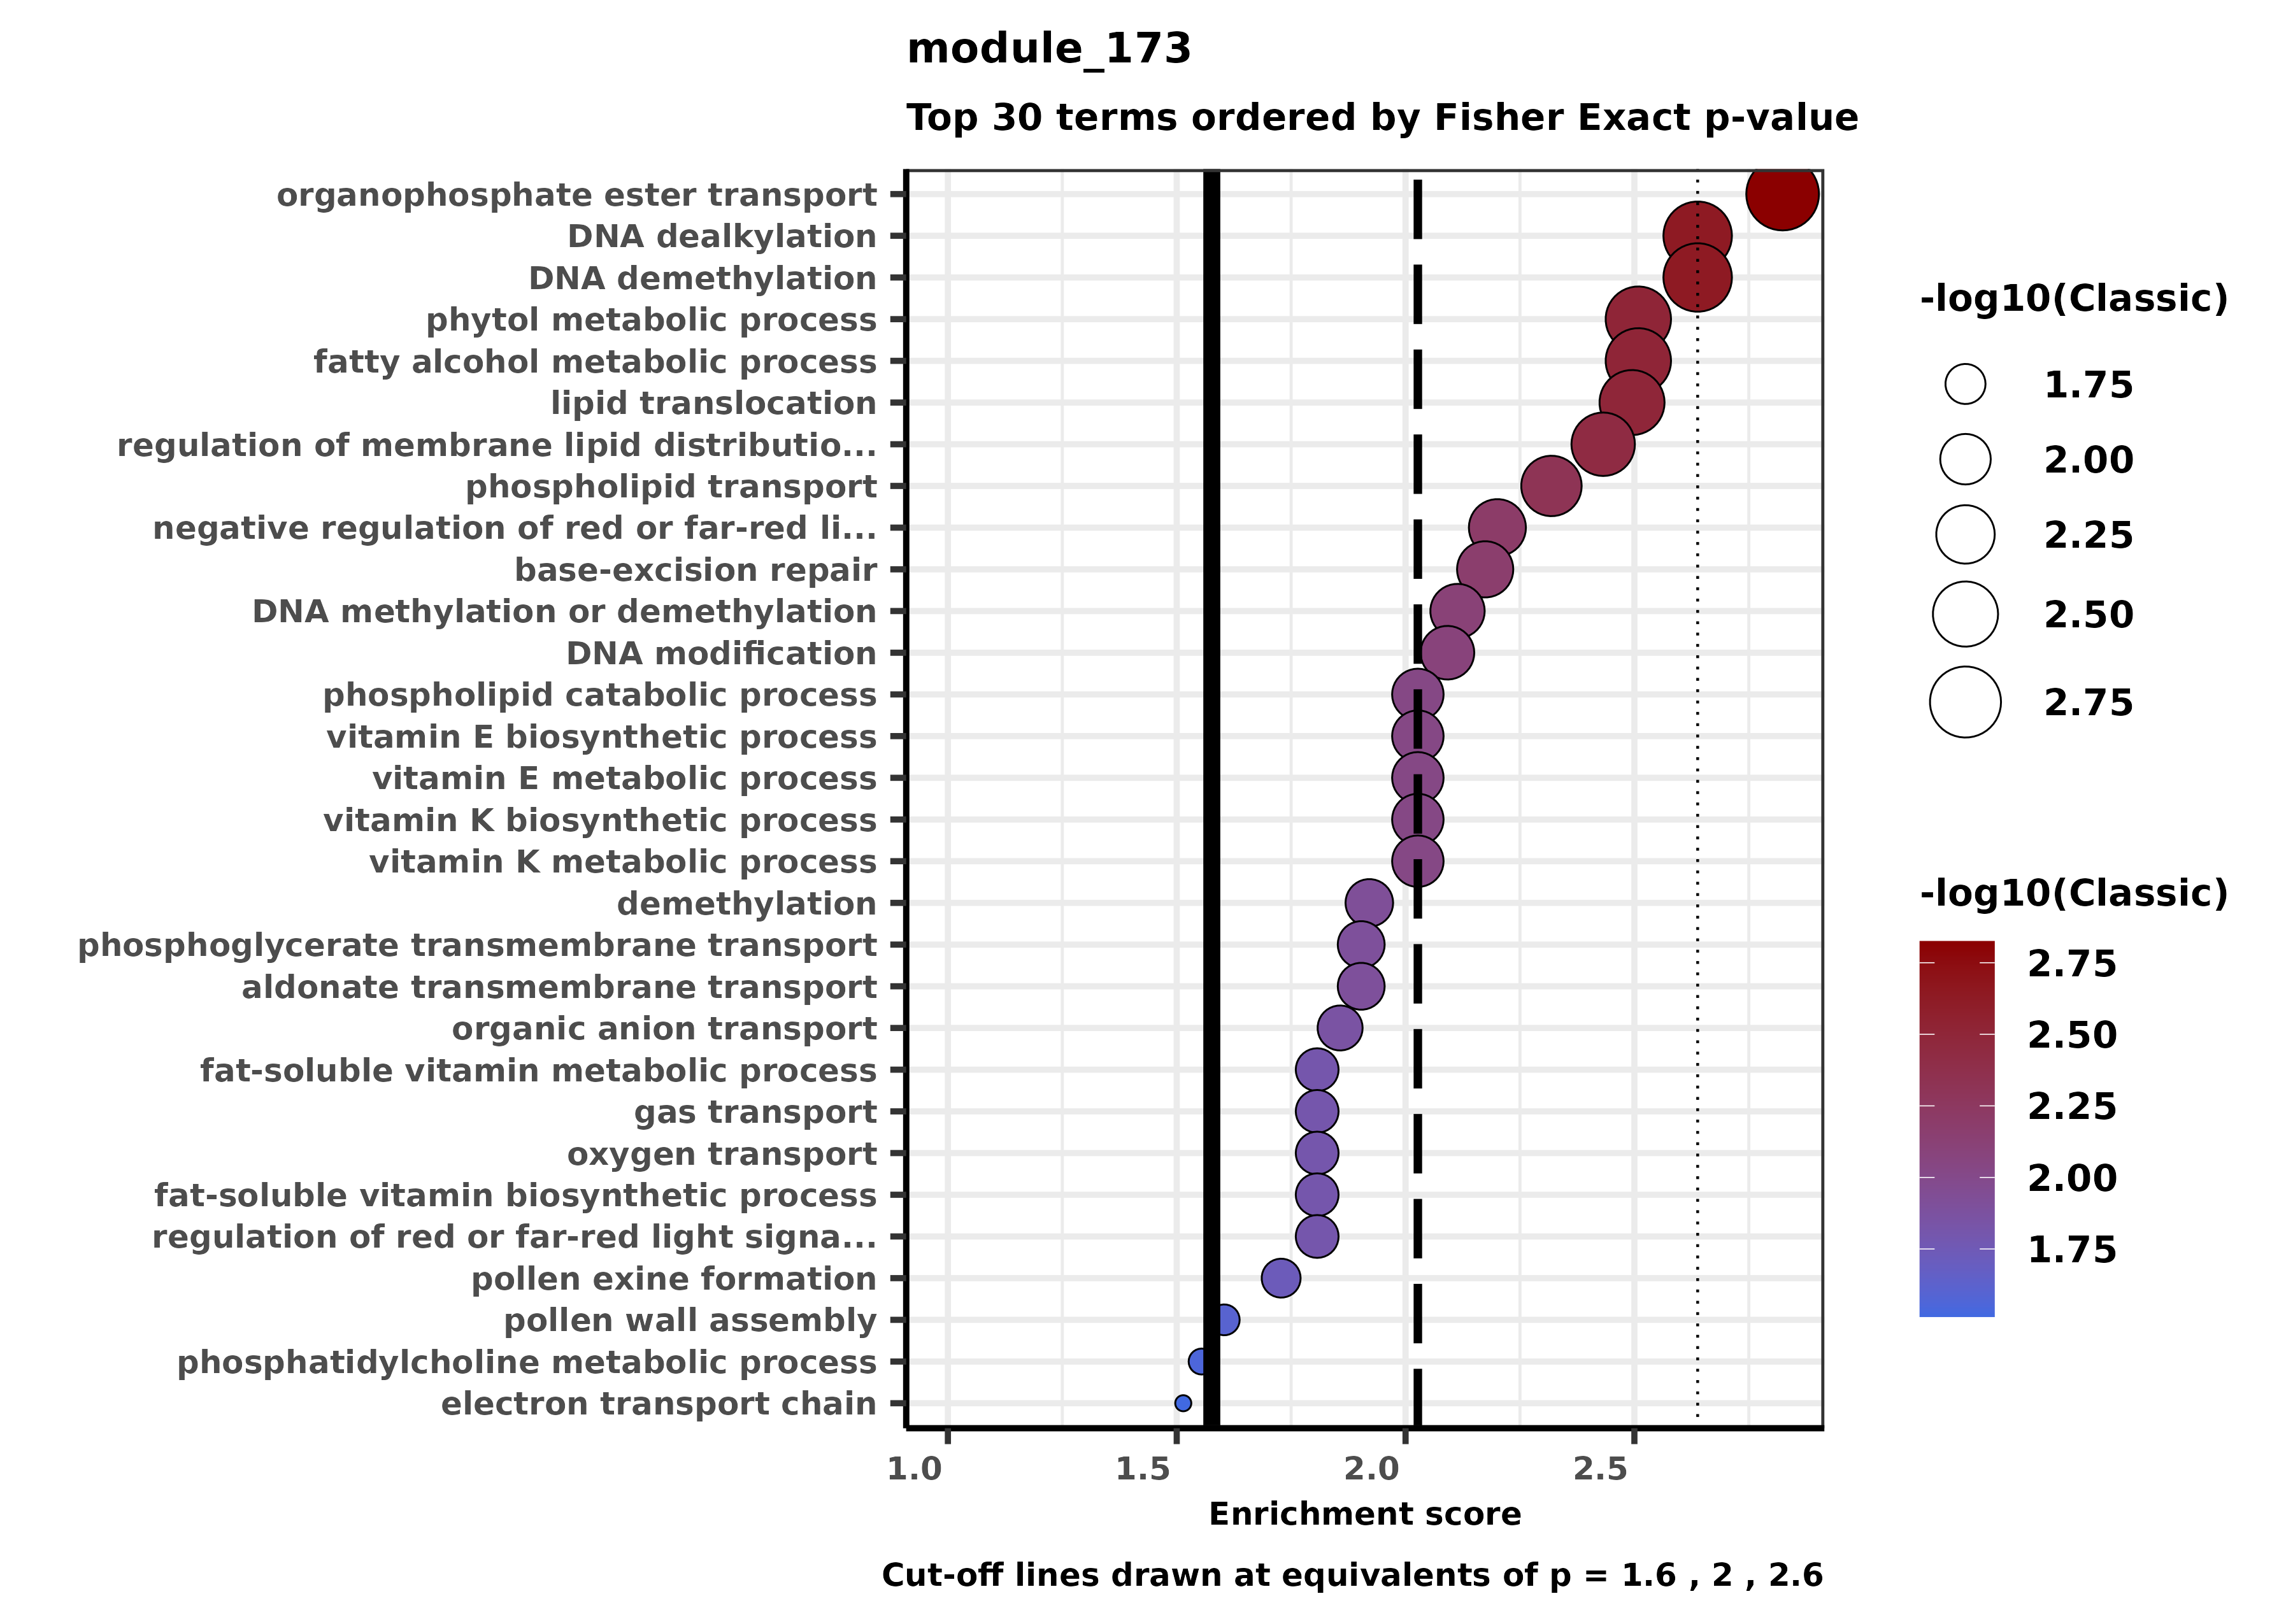 module_173
Top 30 terms ordered by Fisher Exact p-value
organophosphate ester transport
DNA dealkylation
DNA demethylation
phytol metabolic process
fatty alcohol metabolic process
lipid translocation
regulation of membrane lipid distributio...
phospholipid transport
negative regulation of red or far-red li...
base-excision repair
DNA methylation or demethylation
DNA modification
phospholipid catabolic process
vitamin E biosynthetic process
vitamin E metabolic process
vitamin K biosynthetic process
vitamin K metabolic process
demethylation
phosphoglycerate transmembrane transport
aldonate transmembrane transport
organic anion transport
fat-soluble vitamin metabolic process
gas transport
oxygen transport
fat-soluble vitamin biosynthetic process
regulation of red or far-red light signa...
pollen exine formation
pollen wall assembly
phosphatidylcholine metabolic process
electron transport chain
1.0 1.5 2.0 2.5
Enrichment score
Cut-off lines drawn at equivalents of p = 1.6 , 2 , 2.6
-log10(Classic)
1.75
2.00
2.25
2.50
2.75
-log10(Classic)
2.75
2.50
2.25
2.00
1.75